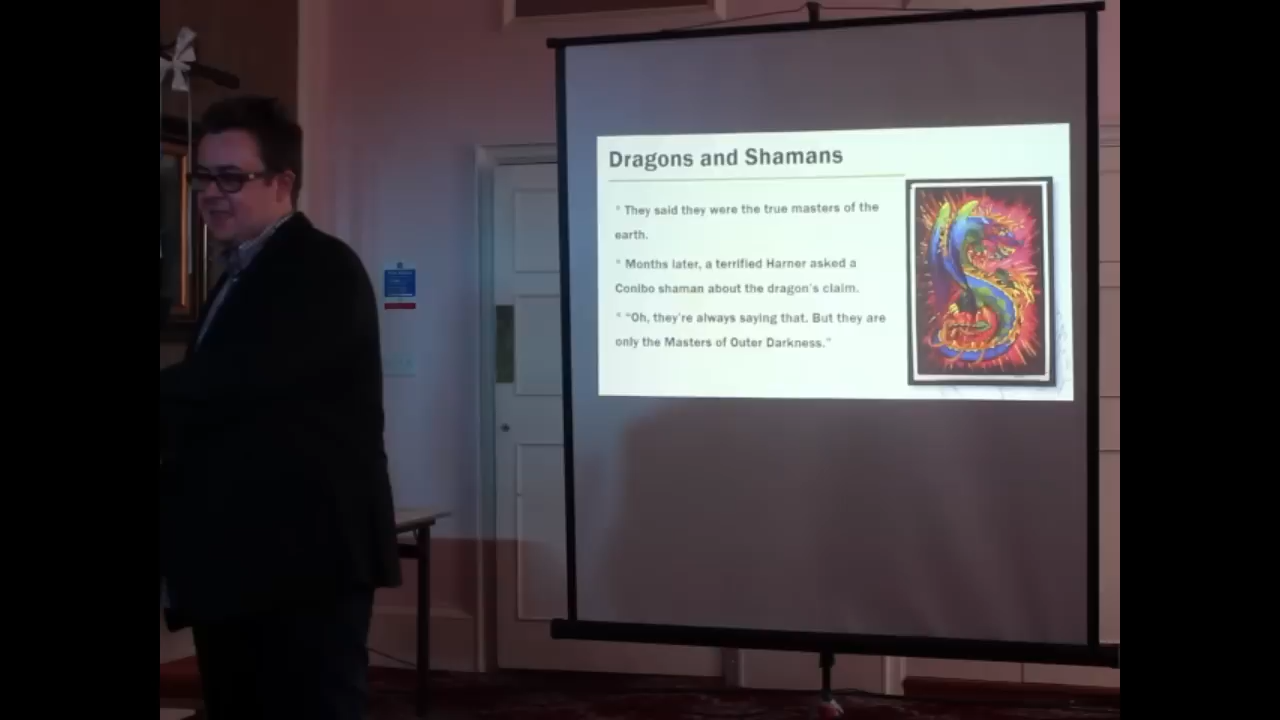 Dragons and Shamans
* They said they were the true masters of the
earth.
* Months later, a terrified Harner asked a
Conibo shaman about the dragon's claim.
* "Oh, they're always saying that. But they are
only the Masters of Outer Darkness."